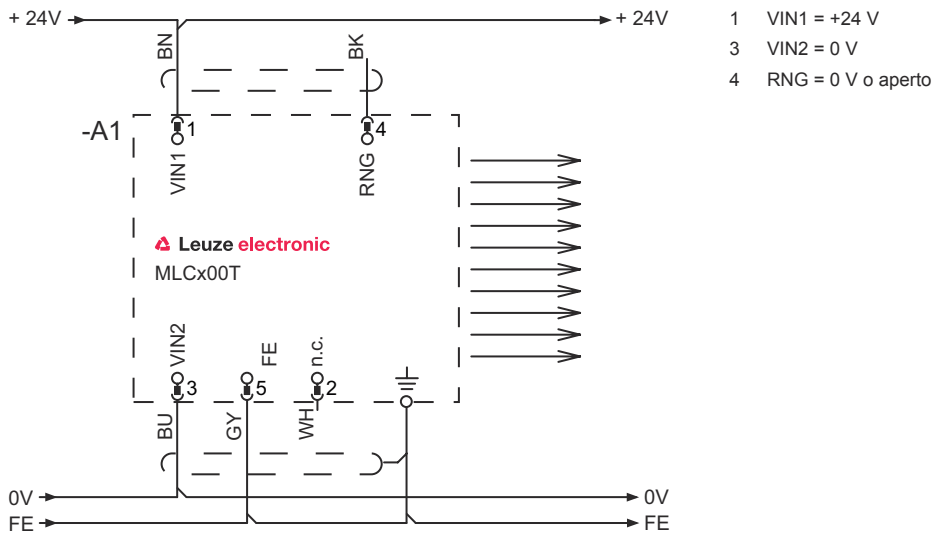 + 24V
+ 24V
BN
BK
-A1
1
4
VIN1
RNG
Leuze electronic
MLCx00T
VIN2
FE
n.c.
3
5
2
BU
GY
WH
0V
0V
FE
FE
1 VIN1 = +24 V
3 VIN2 = 0 V
4 RNG = 0 V o aperto